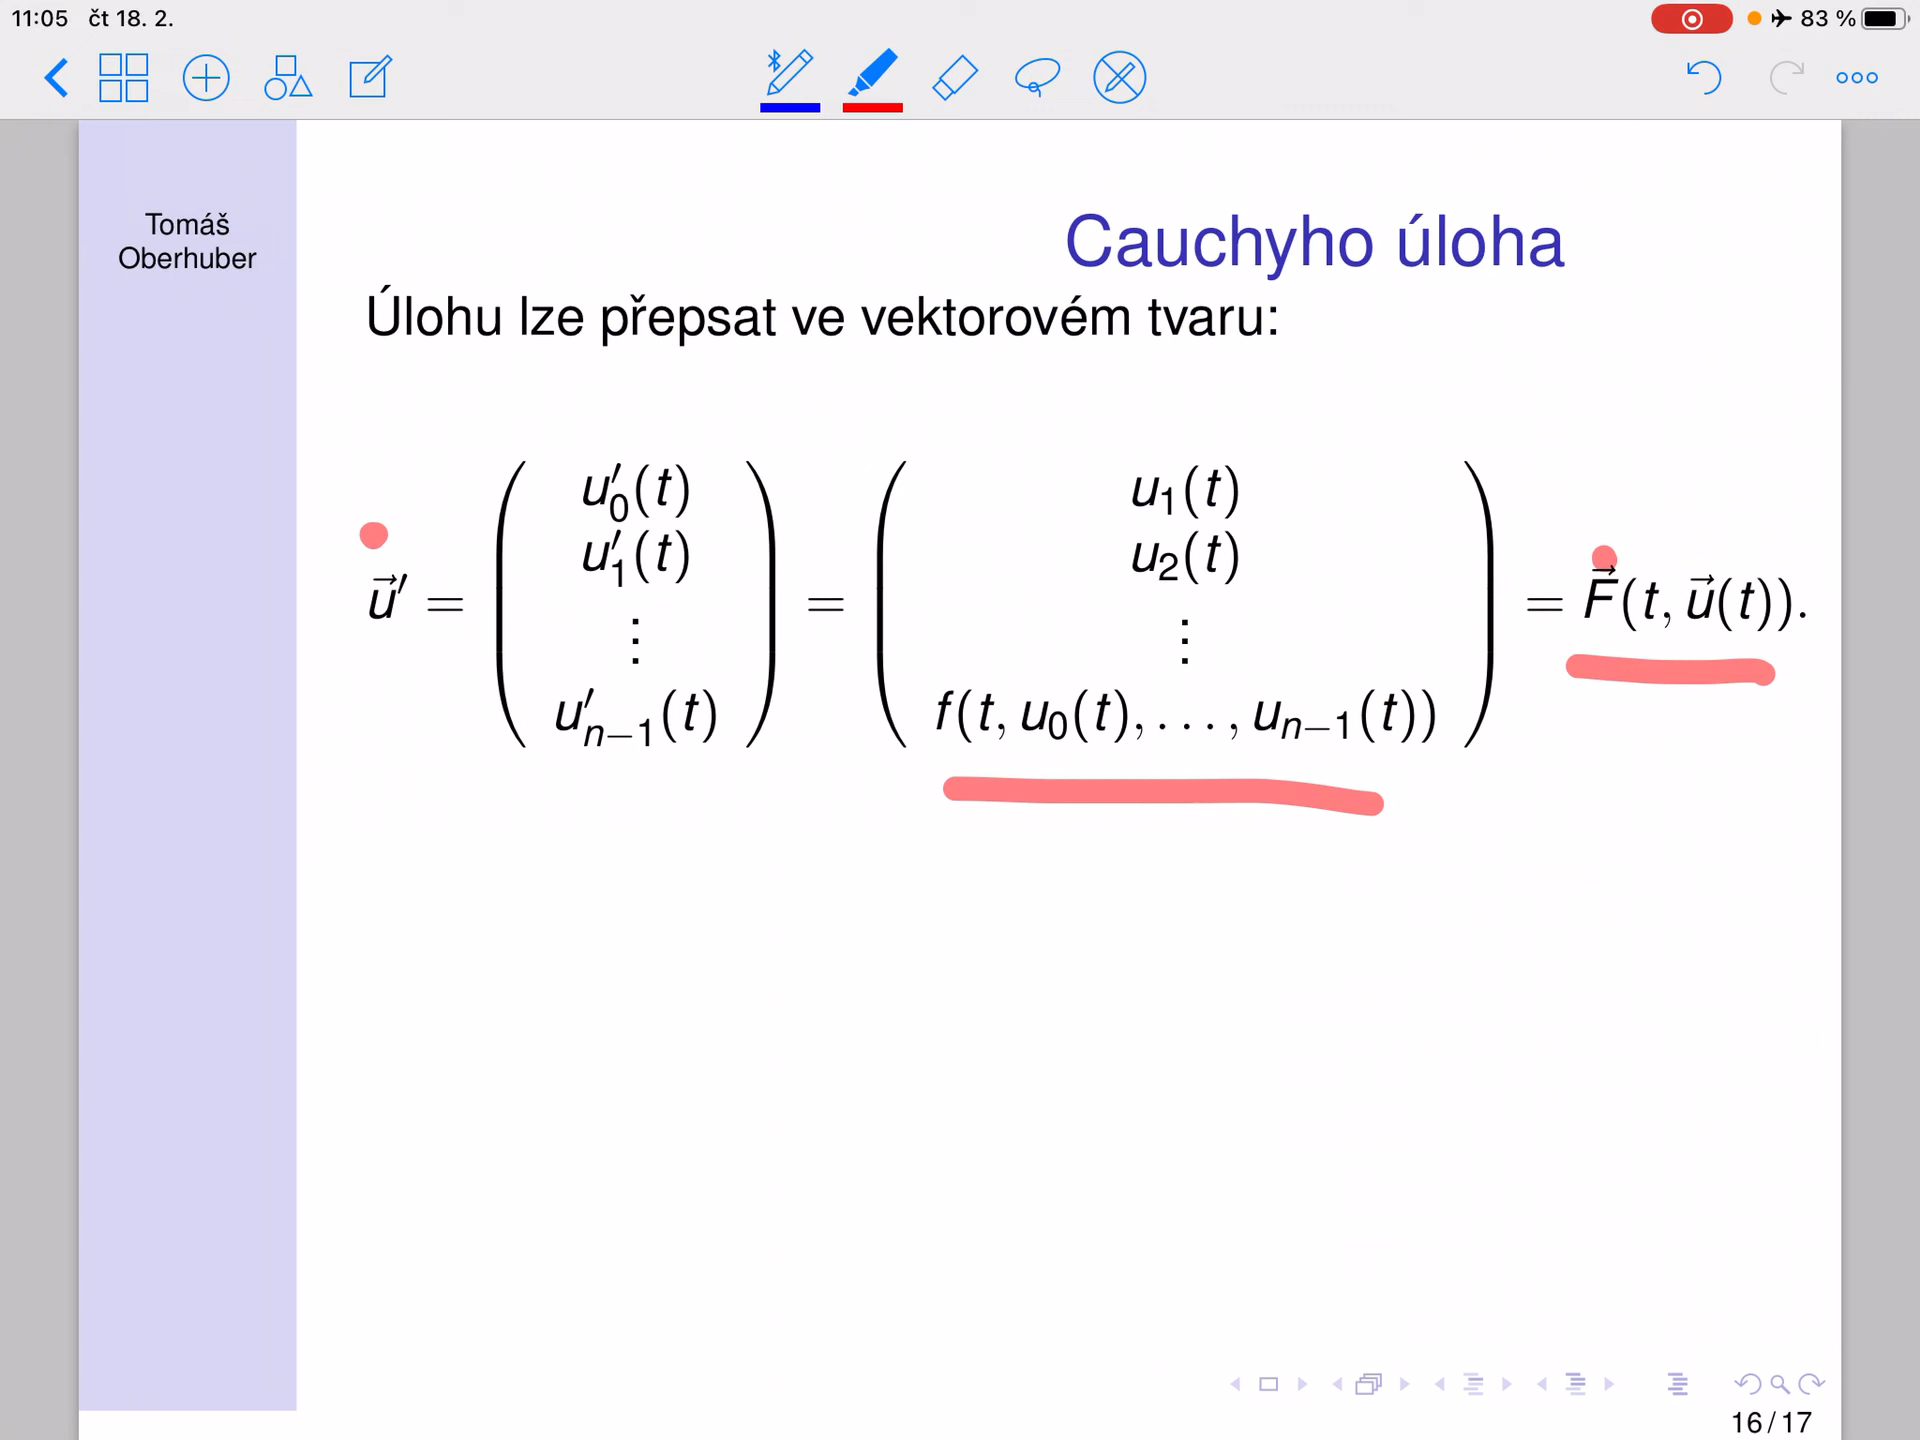 11:05 čt 18. 2. 83 %
Tomáš
Oberhuber
Cauchyho úloha
Úlohu lze přepsat ve vektorovém tvaru:
u⃗′ = ( u′₀(t) u′₁(t) ⋮ u′ₙ₋₁(t) ) = ( u₁(t) u₂(t) ⋮ f(t, u₀(t), . . . , uₙ₋₁(t)) ) = F⃗(t, u⃗(t)).
16 / 17